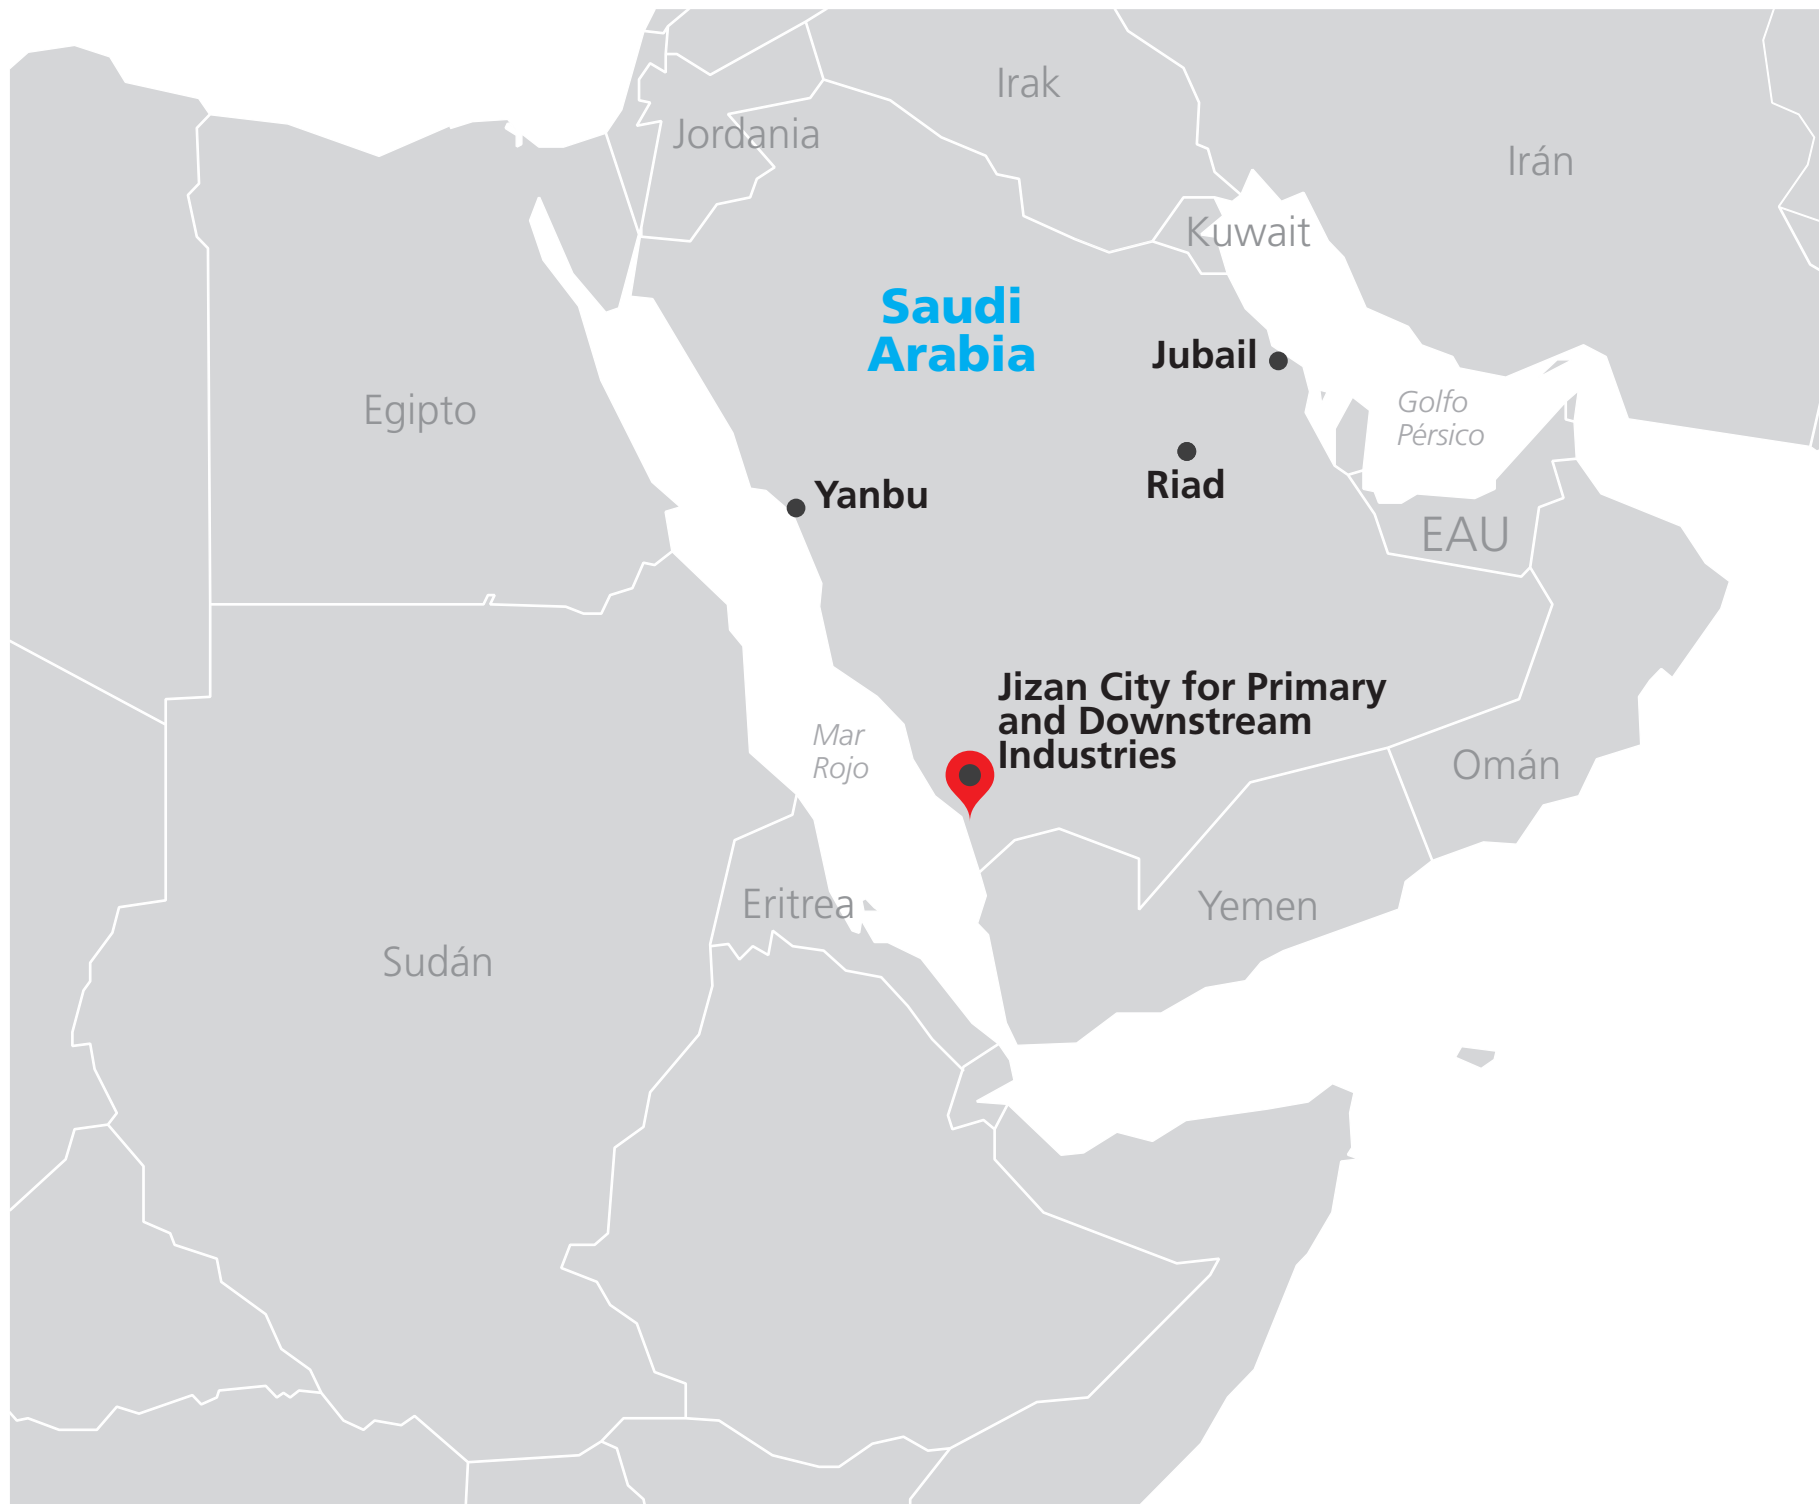 Irak
Jordania
Irán
Kuwait
Saudi
Arabia
Jubail
Egipto
Golfo
Pérsico
Riad
Yanbu
EAU
Jizan City for Primary
and Downstream
Industries
Mar
Rojo
Omán
Eritrea
Yemen
Sudán